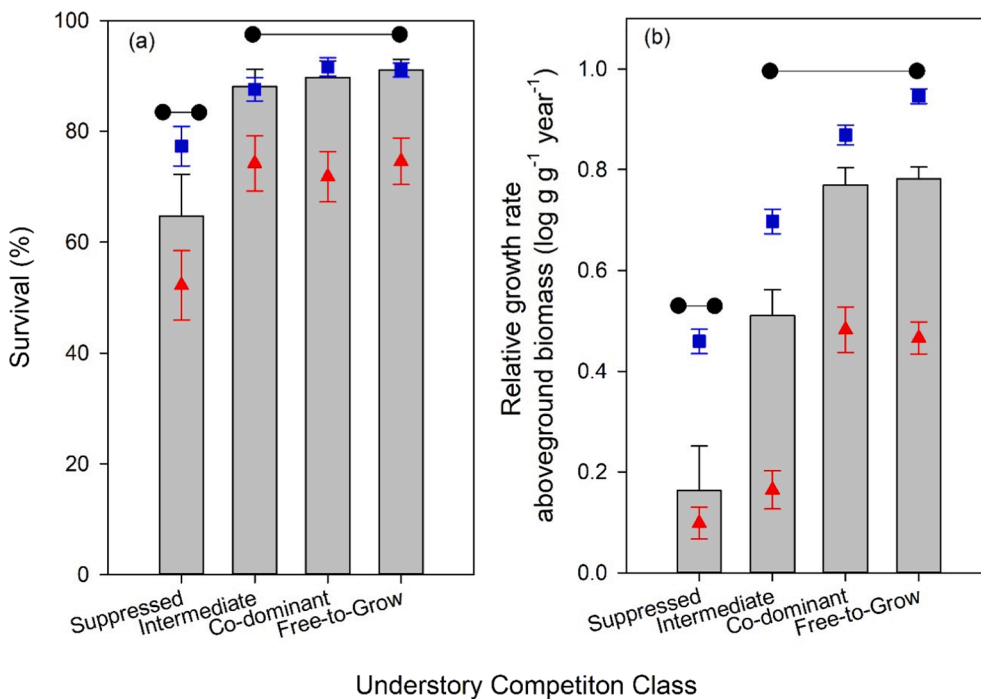 (a)
100
80
60
40
20
0
Survival (%)
Suppressed
Intermediate
Co-dominant
Free-to-Grow
(b)
1.0
0.8
0.6
0.4
0.2
0.0
Relative growth rate
aboveground biomass (log g g⁻¹ year⁻¹)
Suppressed
Intermediate
Co-dominant
Free-to-Grow
Understory Competiton Class